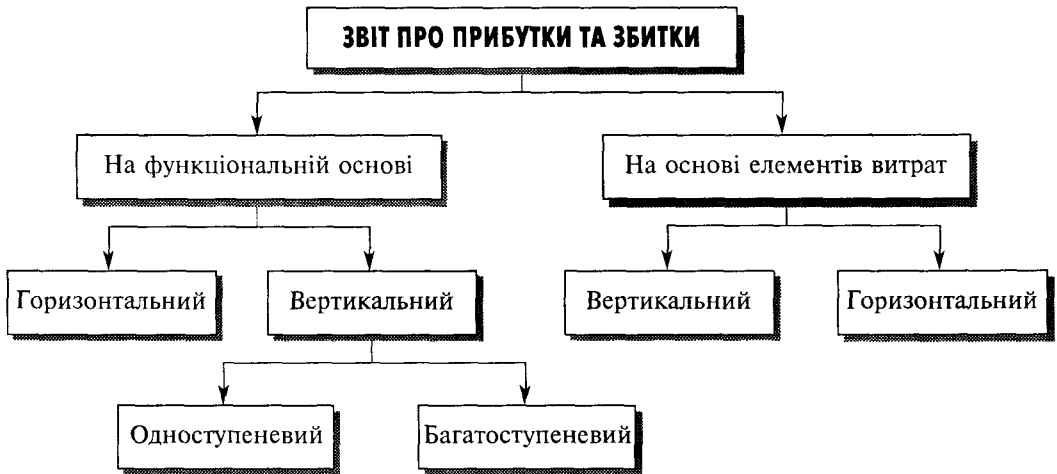 ЗВІТ ПРО ПРИБУТКИ ТА ЗБИТКИ
На функціональній основі
На основі елементів витрат
Горизонтальний
Вертикальний
Вертикальний
Горизонтальний
Одноступеневий
Багатоступеневий